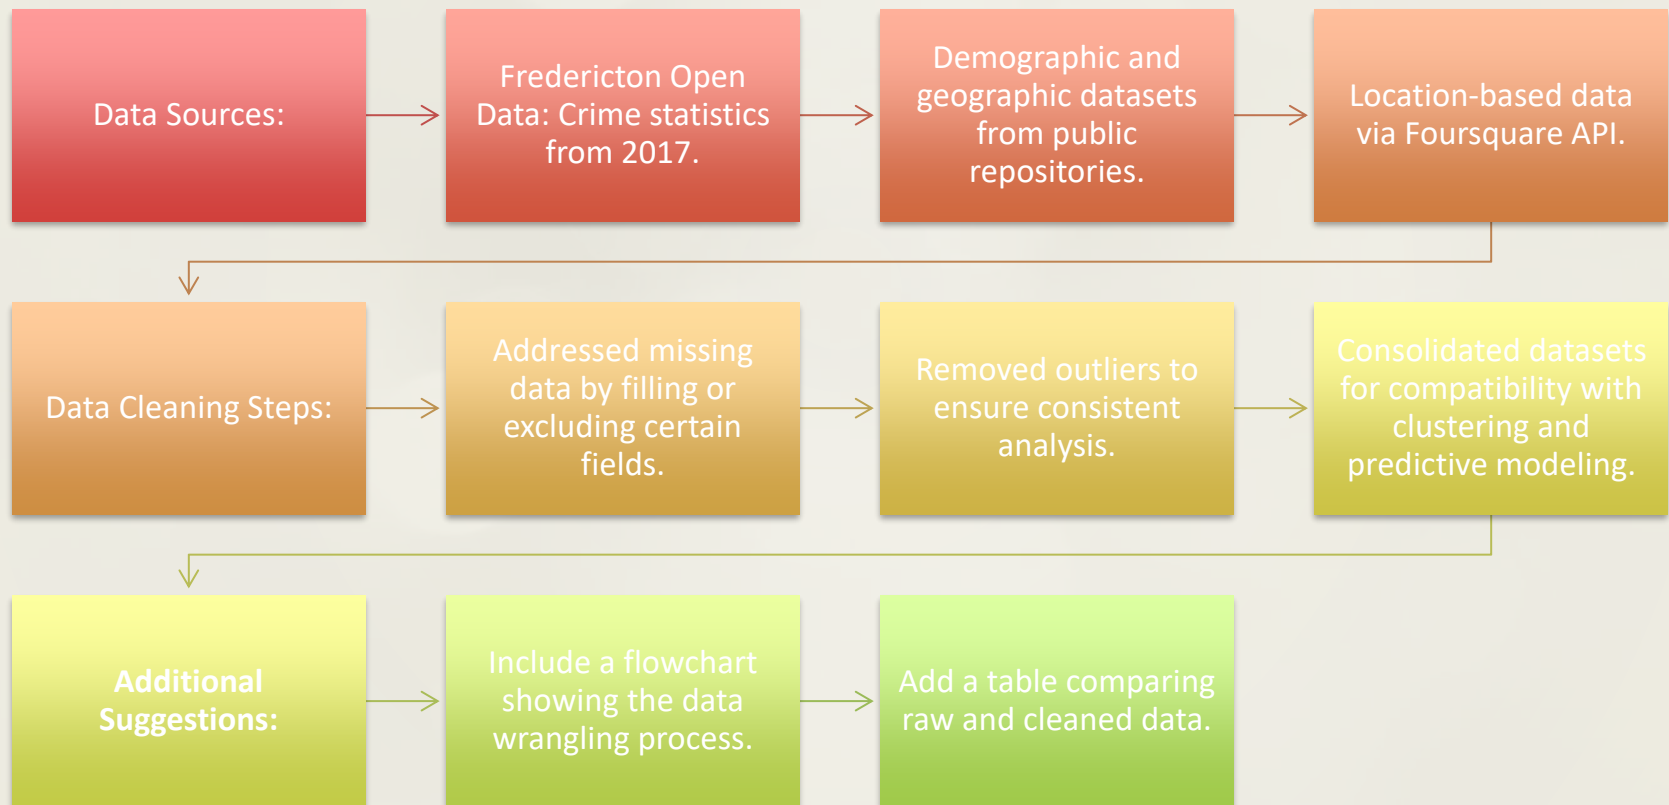 Data Sources:
Fredericton Open
Data: Crime statistics
from 2017.
Demographic and
geographic datasets
from public
repositories.
Location-based data
via Foursquare API.
Data Cleaning Steps:
Addressed missing
data by filling or
excluding certain
fields.
Removed outliers to
ensure consistent
analysis.
Consolidated datasets
for compatibility with
clustering and
predictive modeling.
Additional
Suggestions:
Include a flowchart
showing the data
wrangling process.
Add a table comparing
raw and cleaned data.